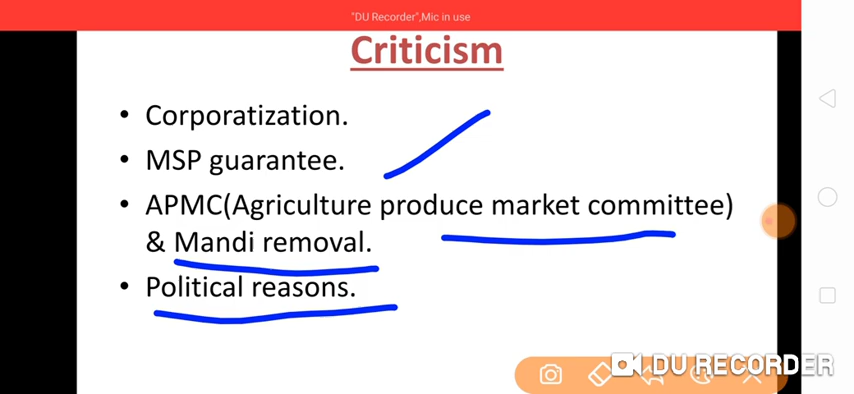 "DU Recorder",Mic in use
Criticism
• Corporatization.
• MSP guarantee.
• APMC(Agriculture produce market committee)
& Mandi removal.
• Political reasons.
DU RECORDER